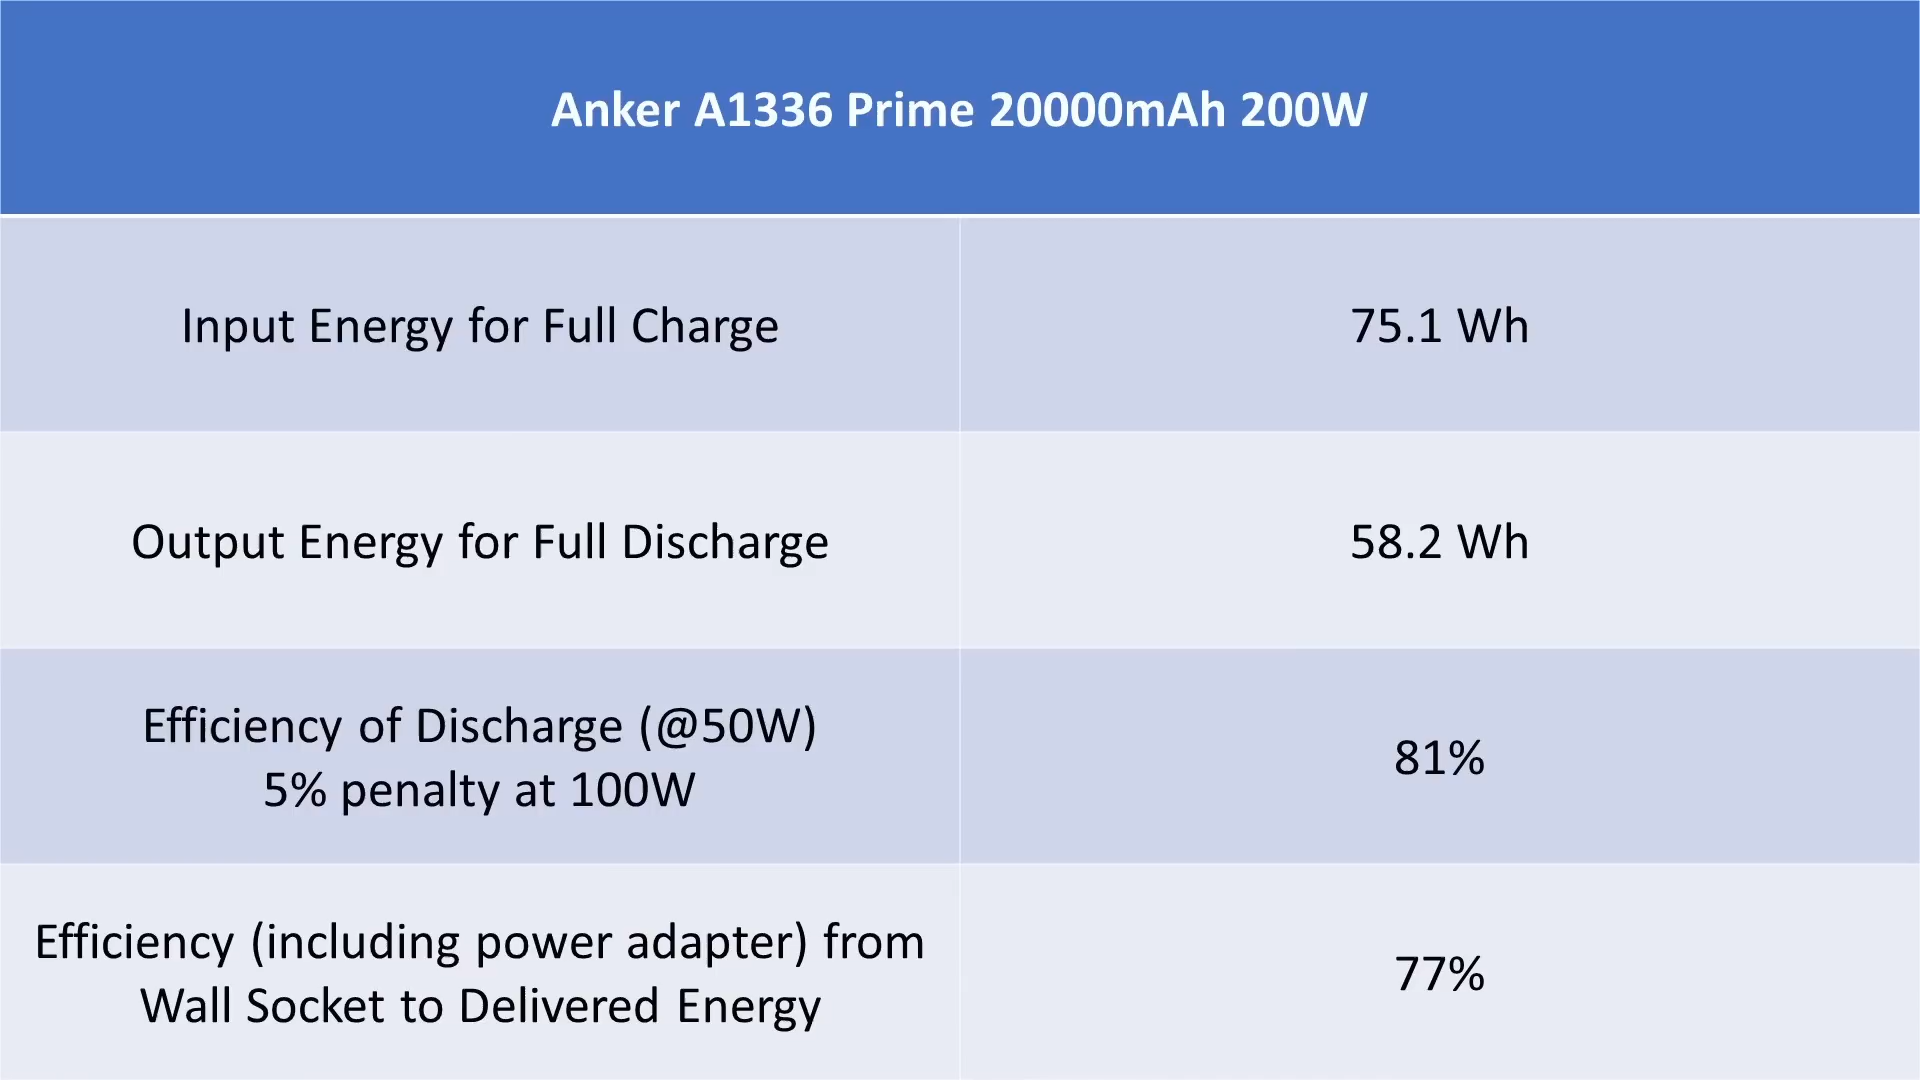 Anker A1336 Prime 20000mAh 200W
Input Energy for Full Charge
75.1 Wh
Output Energy for Full Discharge
58.2 Wh
Efficiency of Discharge (@50W)
5% penalty at 100W
81%
Efficiency (including power adapter) from
Wall Socket to Delivered Energy
77%